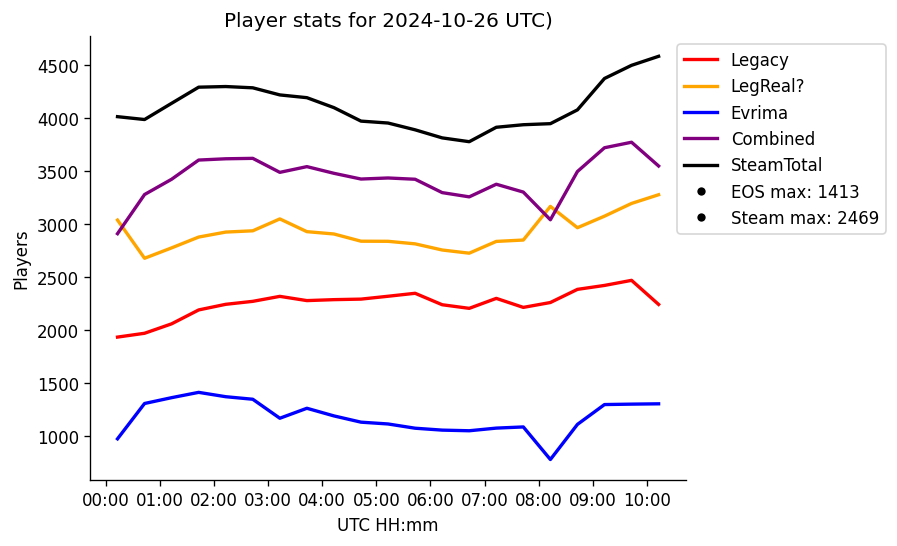 Player stats for 2024-10-26 UTC)
Legacy
LegReal?
Evrima
Combined
SteamTotal
EOS max: 1413
Steam max: 2469
Players
4500
4000
3500
3000
2500
2000
1500
1000
00:00 01:00 02:00 03:00 04:00 05:00 06:00 07:00 08:00 09:00 10:00
UTC HH:mm